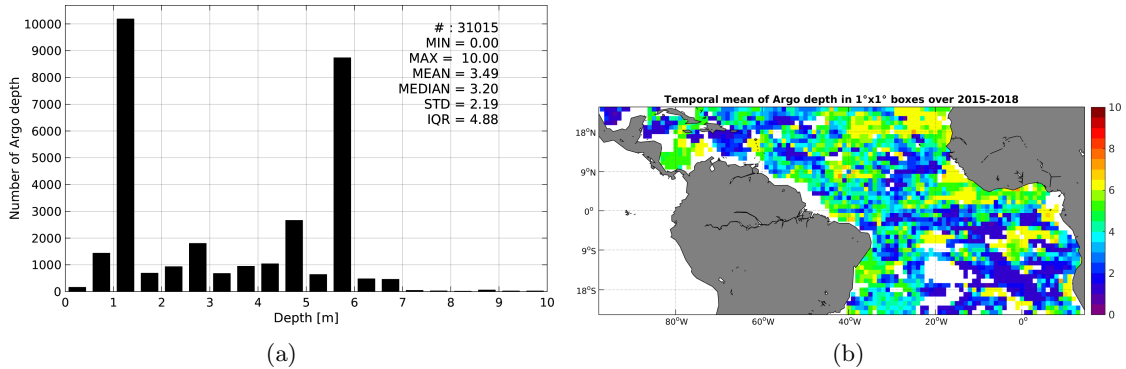 10000
9000
8000
7000
6000
5000
4000
3000
2000
1000
0
Number of Argo depth
# : 31015
MIN = 0.00
MAX = 10.00
MEAN = 3.49
MEDIAN = 3.20
STD = 2.19
IQR = 4.88
0 1 2 3 4 5 6 7 8 9 10
Depth [m]
(a)
Temporal mean of Argo depth in 1°x1° boxes over 2015-2018
18°N
9°N
0°
9°S
18°S
80°W 60°W 40°W 20°W 0°
10
8
6
4
2
0
(b)